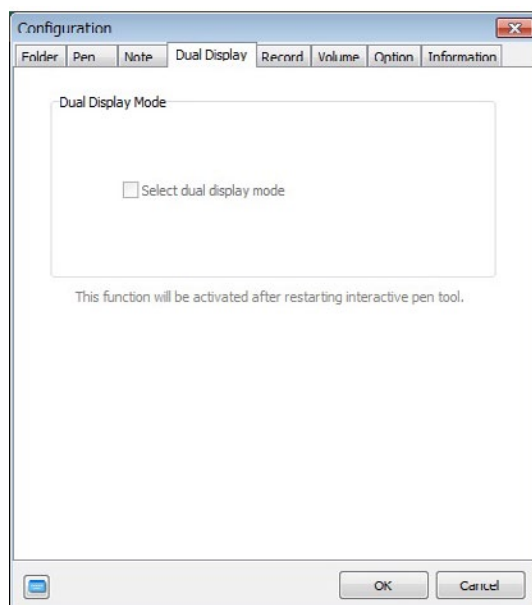 Configuration
Folder Pen Note Dual Display Record Volume Option Information
Dual Display Mode
Select dual display mode
This function will be activated after restarting interactive pen tool.
OK Cancel